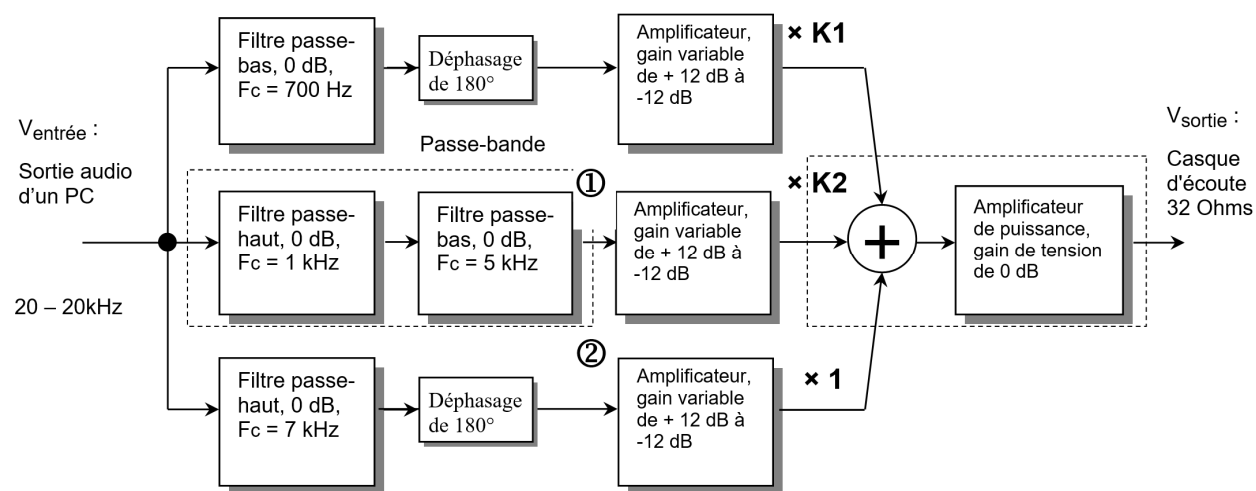 Filtre passe-
bas, 0 dB,
Fc = 700 Hz
Déphasage
de 180°
Amplificateur,
gain variable
de + 12 dB à
-12 dB
× K1
Ventrée :
Sortie audio
d'un PC
20 – 20kHz
Passe-bande
①
Filtre passe-
haut, 0 dB,
Fc = 1 kHz
Filtre passe-
bas, 0 dB,
Fc = 5 kHz
Amplificateur,
gain variable
de + 12 dB à
-12 dB
× K2
+
Amplificateur
de puissance,
gain de tension
de 0 dB
Vsortie :
Casque
d'écoute
32 Ohms
Filtre passe-
haut, 0 dB,
Fc = 7 kHz
Déphasage
de 180°
②
Amplificateur,
gain variable
de + 12 dB à
-12 dB
× 1